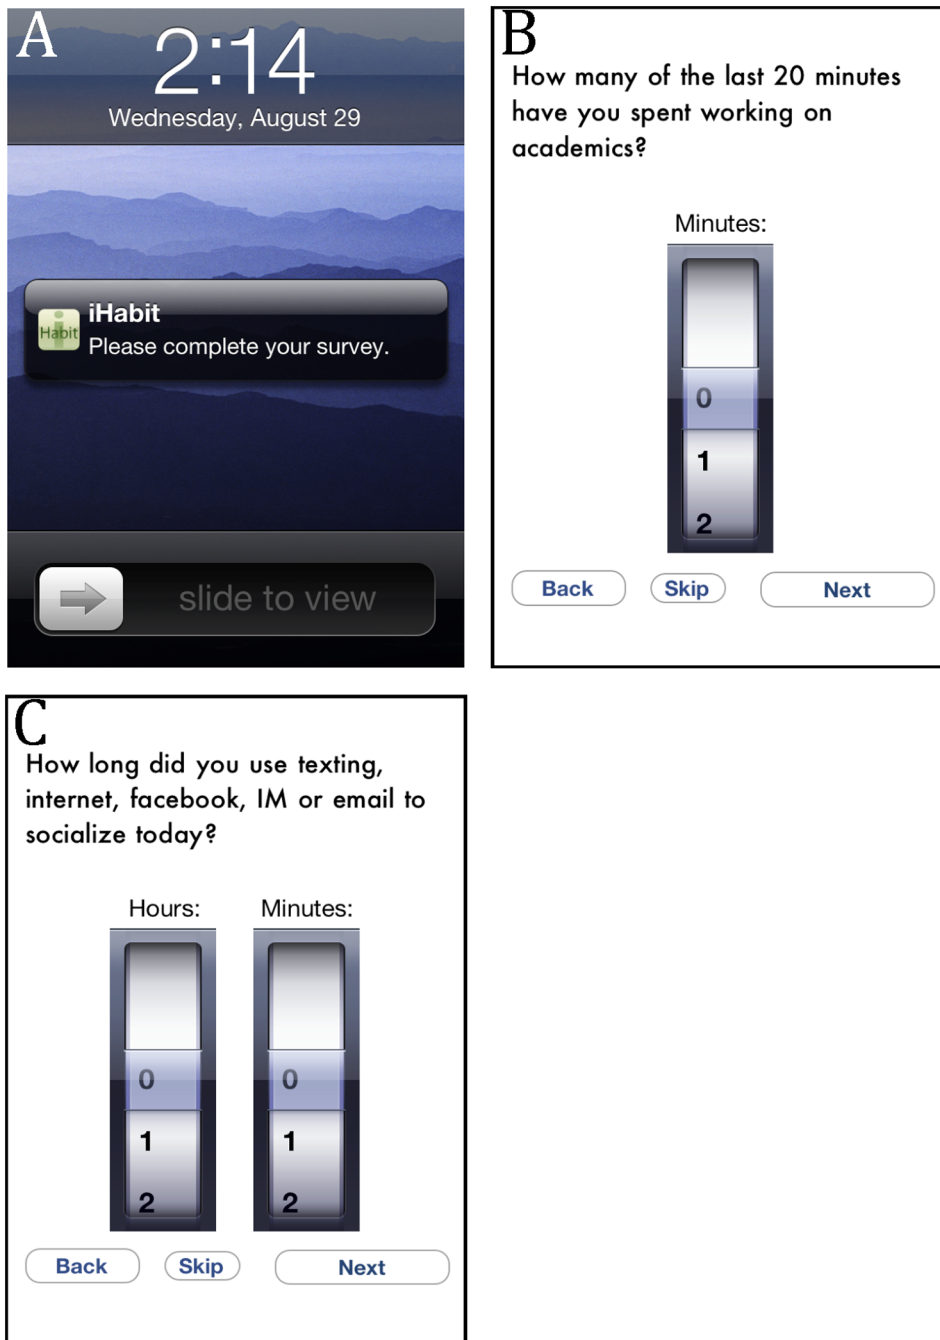 A
2:14
Wednesday, August 29
Habit
iHabit
Please complete your survey.
slide to view
B
How many of the last 20 minutes
have you spent working on
academics?
Minutes:
0
1
2
Back Skip Next
C
How long did you use texting,
internet, facebook, IM or email to
socialize today?
Hours: Minutes:
0 0
1 1
2 2
Back Skip Next